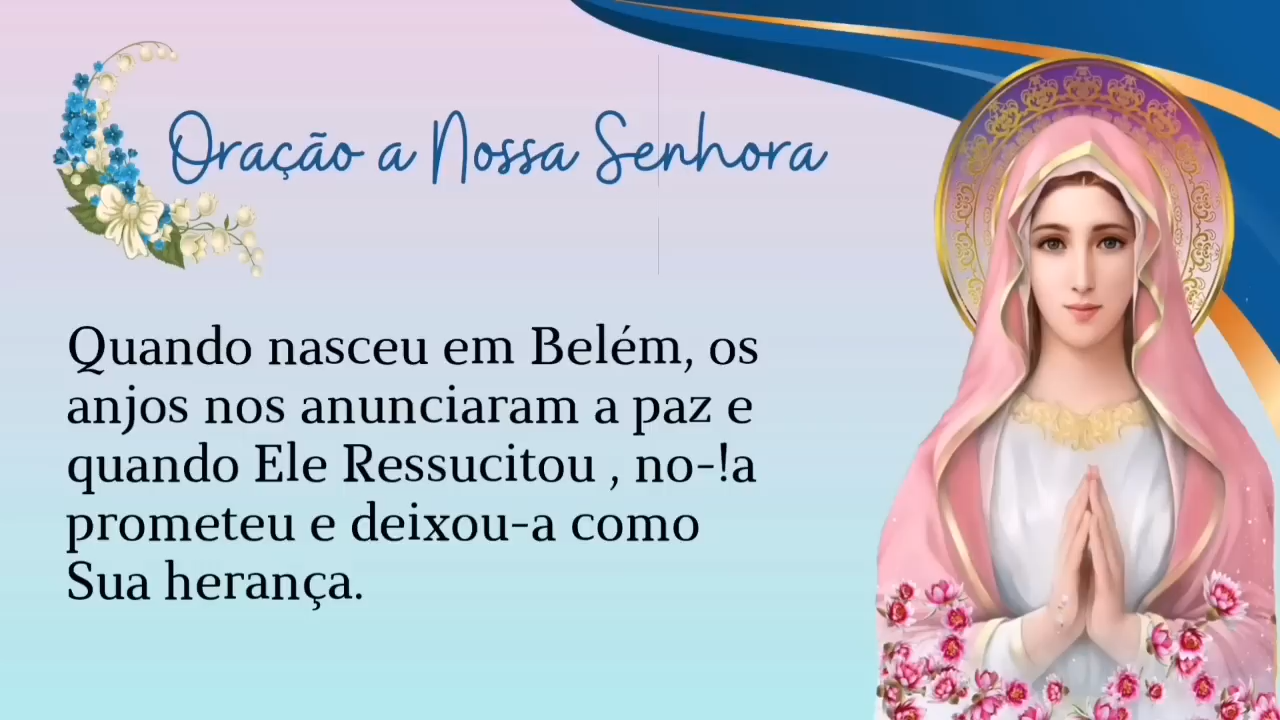 Oração a Nossa Senhora
Quando nasceu em Belém, os
anjos nos anunciaram a paz e
quando Ele Ressucitou , no-!a
prometeu e deixou-a como
Sua herança.